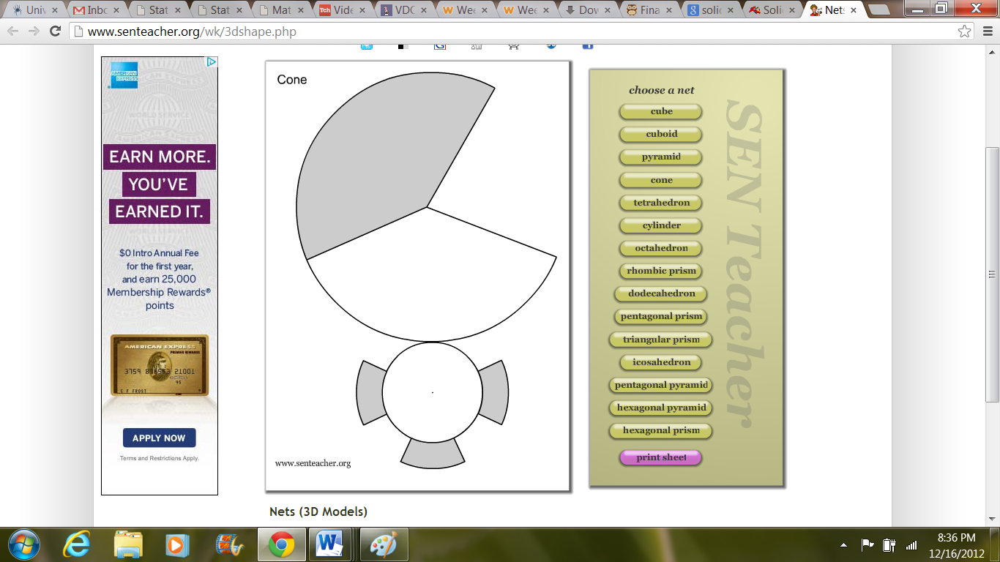 Univ
Inbo
Stat
Stat
Mat
Tch
Vide
VDC
Wee
Wee
Dov
Fina
solic
Solic
Nets
www.senteacher.org/wk/3dshape.php
AMERICAN EXPRESS
EARN MORE.
YOU'VE
EARNED IT.
$0 Intro Annual Fee
for the first year,
and earn 25,000
Membership Rewards®
points
AMERICAN EXPRESS
PREMIER REWARDS
C F FROST
APPLY NOW
Terms and Restrictions Apply.
Cone
www.senteacher.org
choose a net
cube
cuboid
pyramid
cone
tetrahedron
cylinder
octahedron
rhombic prism
dodecahedron
pentagonal prism
triangular prism
icosahedron
pentagonal pyramid
hexagonal pyramid
hexagonal prism
print sheet
SEN Teacher
Nets (3D Models)
8:36 PM
12/16/2012